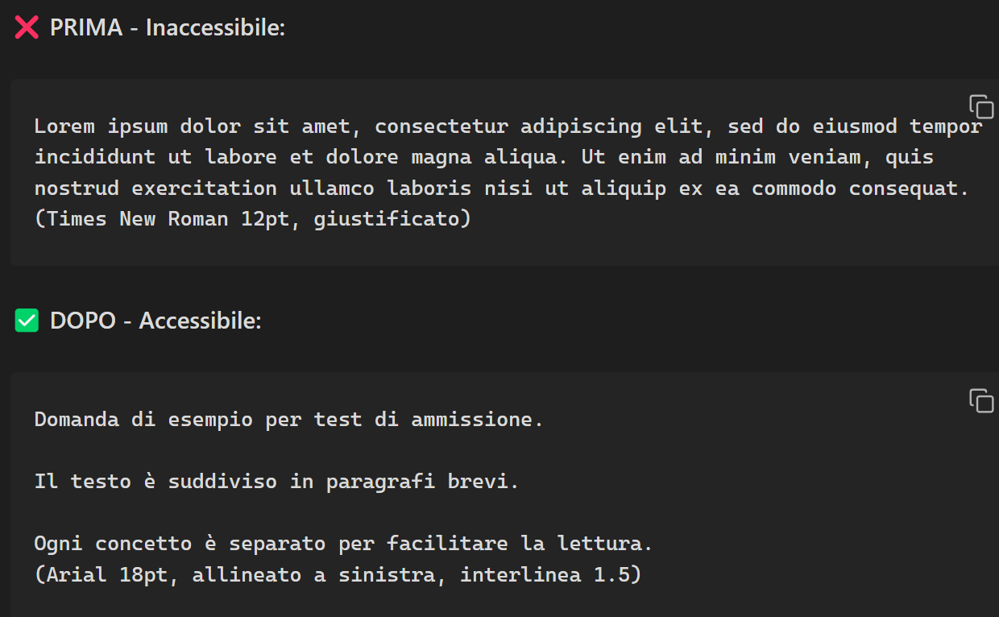 ❌ PRIMA - Inaccessibile:
Lorem ipsum dolor sit amet, consectetur adipiscing elit, sed do eiusmod tempor
incididunt ut labore et dolore magna aliqua. Ut enim ad minim veniam, quis
nostrud exercitation ullamco laboris nisi ut aliquip ex ea commodo consequat.
(Times New Roman 12pt, giustificato)
✅ DOPO - Accessibile:
Domanda di esempio per test di ammissione.
Il testo è suddiviso in paragrafi brevi.
Ogni concetto è separato per facilitare la lettura.
(Arial 18pt, allineato a sinistra, interlinea 1.5)